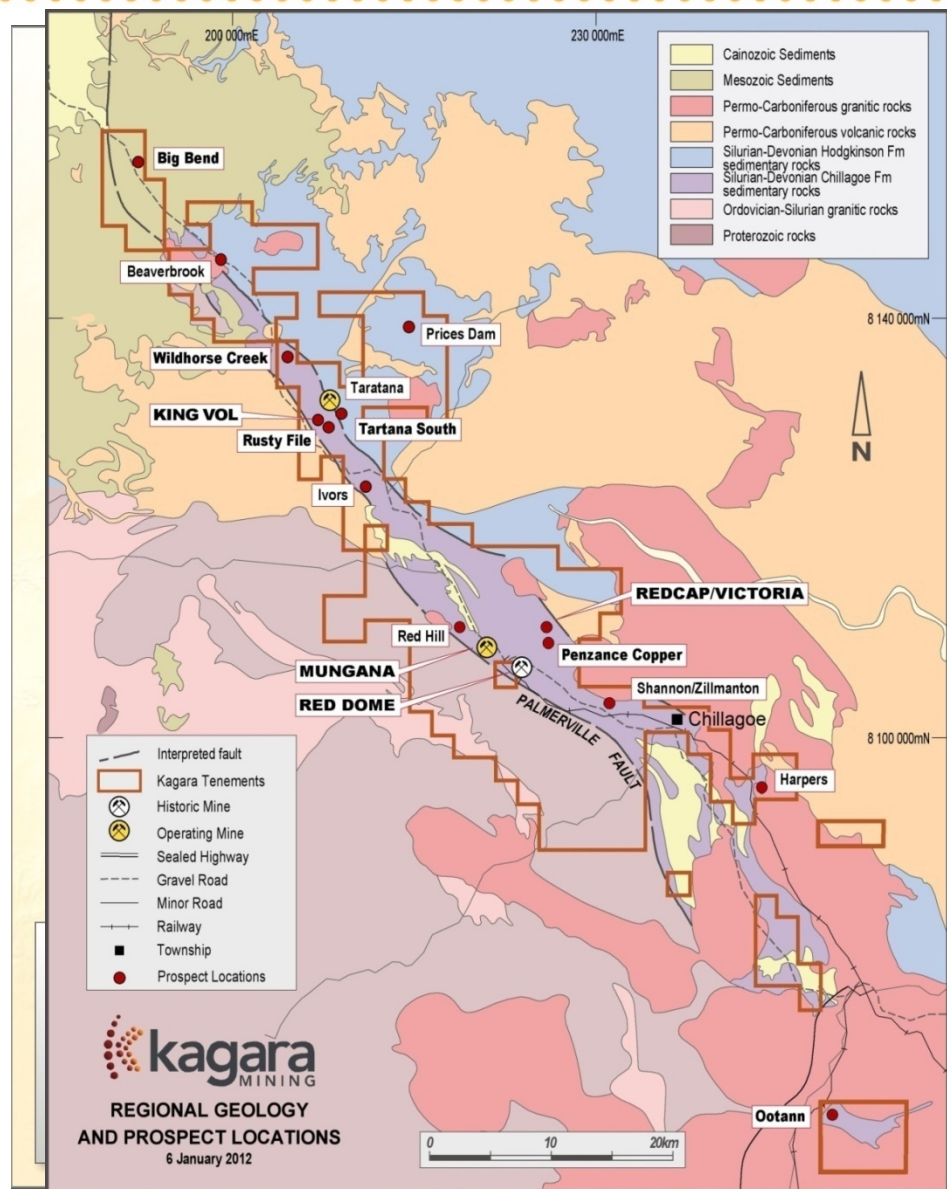 200 000mE
230 000mE
Cainozoic Sediments
Mesozoic Sediments
Permo-Carboniferous granitic rocks
Permo-Carboniferous volcanic rocks
Silurian-Devonian Hodgkinson Fm
sedimentary rocks
Silurian-Devonian Chillagoe Fm
sedimentary rocks
Ordovician-Silurian granitic rocks
Proterozoic rocks
Big Bend
Beaverbrook
Prices Dam
8 140 000mN
Wildhorse Creek
Taratana
KING VOL
Tartana South
Rusty File
N
Ivors
REDCAP/VICTORIA
Red Hill
Penzance Copper
MUNGANA
Shannon/Zillmanton
RED DOME
PALMERVILLE FAULT
Chillagoe
8 100 000mN
Harpers
Interpreted fault
Kagara Tenements
Historic Mine
Operating Mine
Sealed Highway
Gravel Road
Minor Road
Railway
Township
Prospect Locations
kagara
MINING
REGIONAL GEOLOGY
AND PROSPECT LOCATIONS
6 January 2012
Ootann
0 10 20km